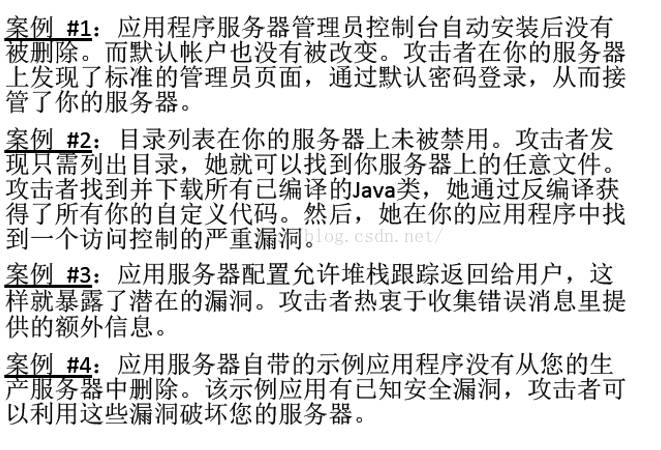 案例 #1：应用程序服务器管理员控制台自动安装后没有
被删除。而默认帐户也没有被改变。攻击者在你的服务器
上发现了标准的管理员页面，通过默认密码登录，从而接
管了你的服务器。
案例 #2：目录列表在你的服务器上未被禁用。攻击者发
现只需列出目录，她就可以找到你服务器上的任意文件。
攻击者找到并下载所有已编译的Java类，她通过反编译获
得了所有你的自定义代码。然后，她在你的应用程序中找
到一个访问控制的严重漏洞。
blog.csdn.net/
案例 #3：应用服务器配置允许堆栈跟踪返回给用户，这
样就暴露了潜在的漏洞。攻击者热衷于收集错误消息里提
供的额外信息。
案例 #4：应用服务器自带的示例应用程序没有从您的生
产服务器中删除。该示例应用有已知安全漏洞，攻击者可
以利用这些漏洞破坏您的服务器。